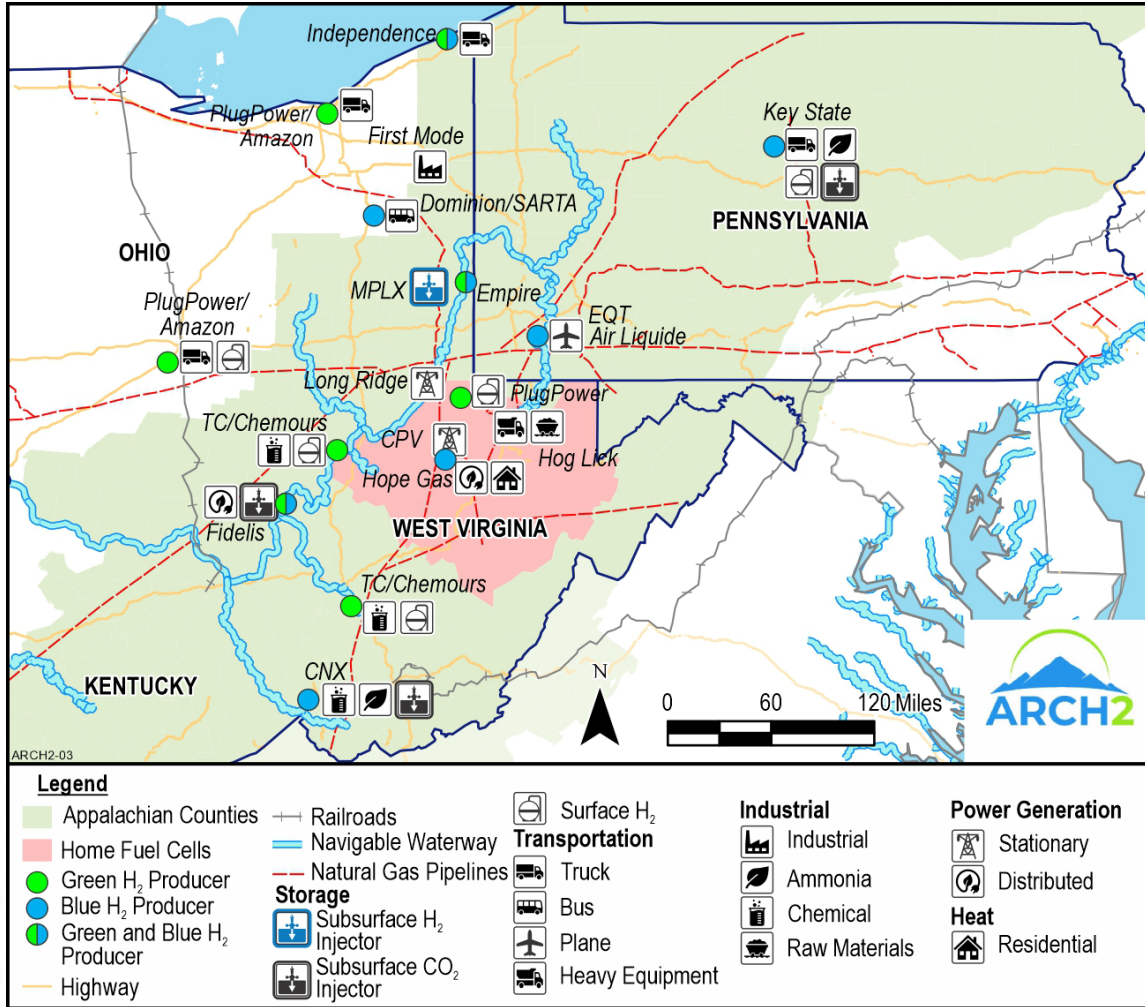 Independence
PlugPower/
Amazon
First Mode
Key State
Dominion/SARTA
PENNSYLVANIA
OHIO
MPLX
Empire
PlugPower/
Amazon
EQT
Air Liquide
Long Ridge
PlugPower
TC/Chemours
CPV
Hog Lick
Hope Gas
WEST VIRGINIA
Fidelis
TC/Chemours
CNX
KENTUCKY
N
0 60 120 Miles
ARCH2
ARCH2-03
Legend
Appalachian Counties
Home Fuel Cells
Green H₂ Producer
Blue H₂ Producer
Green and Blue H₂
Producer
Highway
Railroads
Navigable Waterway
Natural Gas Pipelines
Storage
Subsurface H₂
Injector
Subsurface CO₂
Injector
Surface H₂
Transportation
Truck
Bus
Plane
Heavy Equipment
Industrial
Industrial
Ammonia
Chemical
Raw Materials
Power Generation
Stationary
Distributed
Heat
Residential